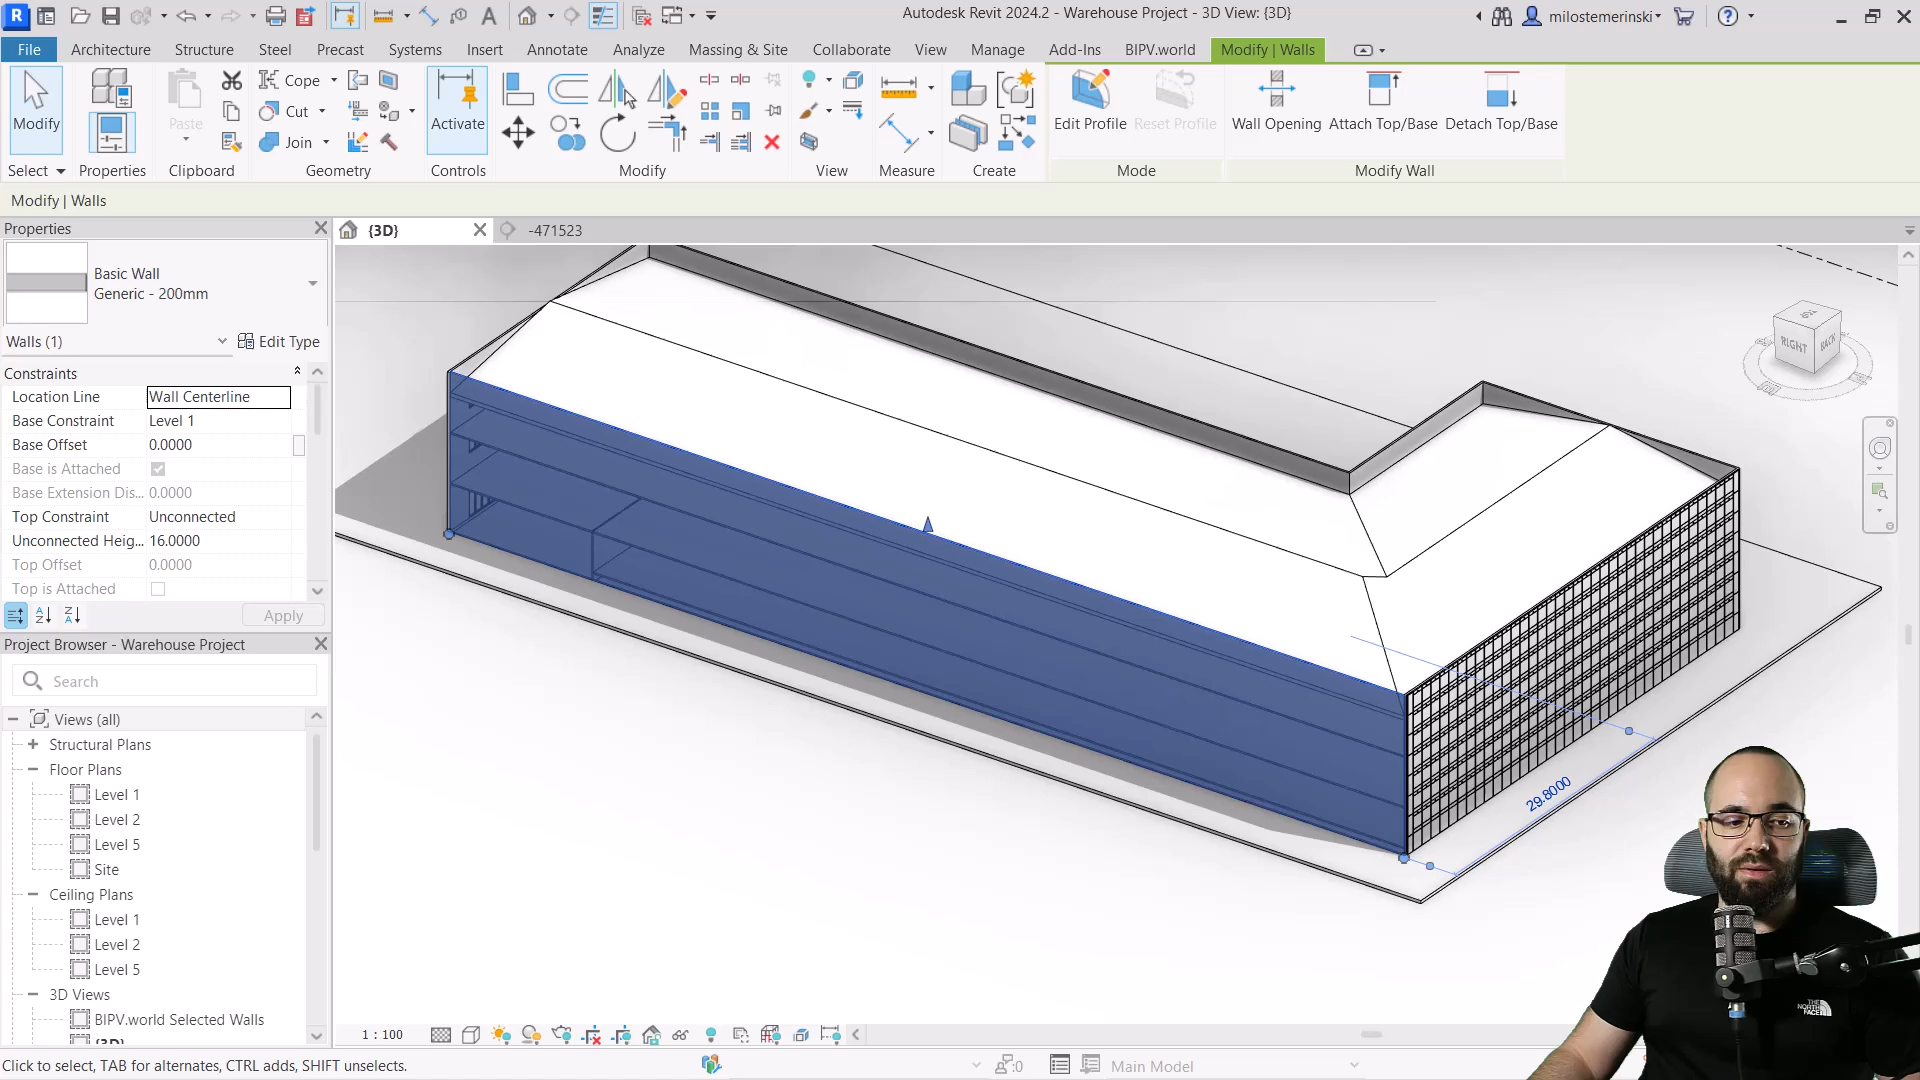 Autodesk Revit 2024.2 - Warehouse Project - 3D View: {3D}
milostemerinski
File
Architecture
Structure
Steel
Precast
Systems
Insert
Annotate
Analyze
Massing & Site
Collaborate
View
Manage
Add-Ins
BIPV.world
Modify | Walls
Modify
Paste
Cope
Cut
Join
Activate
Edit Profile
Reset Profile
Wall Opening
Attach Top/Base
Detach Top/Base
Select
Properties
Clipboard
Geometry
Controls
Modify
View
Measure
Create
Mode
Modify Wall
Modify | Walls
Properties
{3D}
-471523
Basic Wall
Generic - 200mm
Walls (1)
Edit Type
Constraints
Location Line Wall Centerline
Base Constraint Level 1
Base Offset 0.0000
Base is Attached
Base Extension Dis... 0.0000
Top Constraint Unconnected
Unconnected Heig... 16.0000
Top Offset 0.0000
Top is Attached
Apply
Project Browser - Warehouse Project
Search
Views (all)
Structural Plans
Floor Plans
Level 1
Level 2
Level 5
Site
Ceiling Plans
Level 1
Level 2
Level 5
3D Views
BIPV.world Selected Walls
{3D}
TOP
RIGHT
BACK
29.8000
THE
NORTH
FACE
1 : 100
Click to select, TAB for alternates, CTRL adds, SHIFT unselects.
:0
Main Model